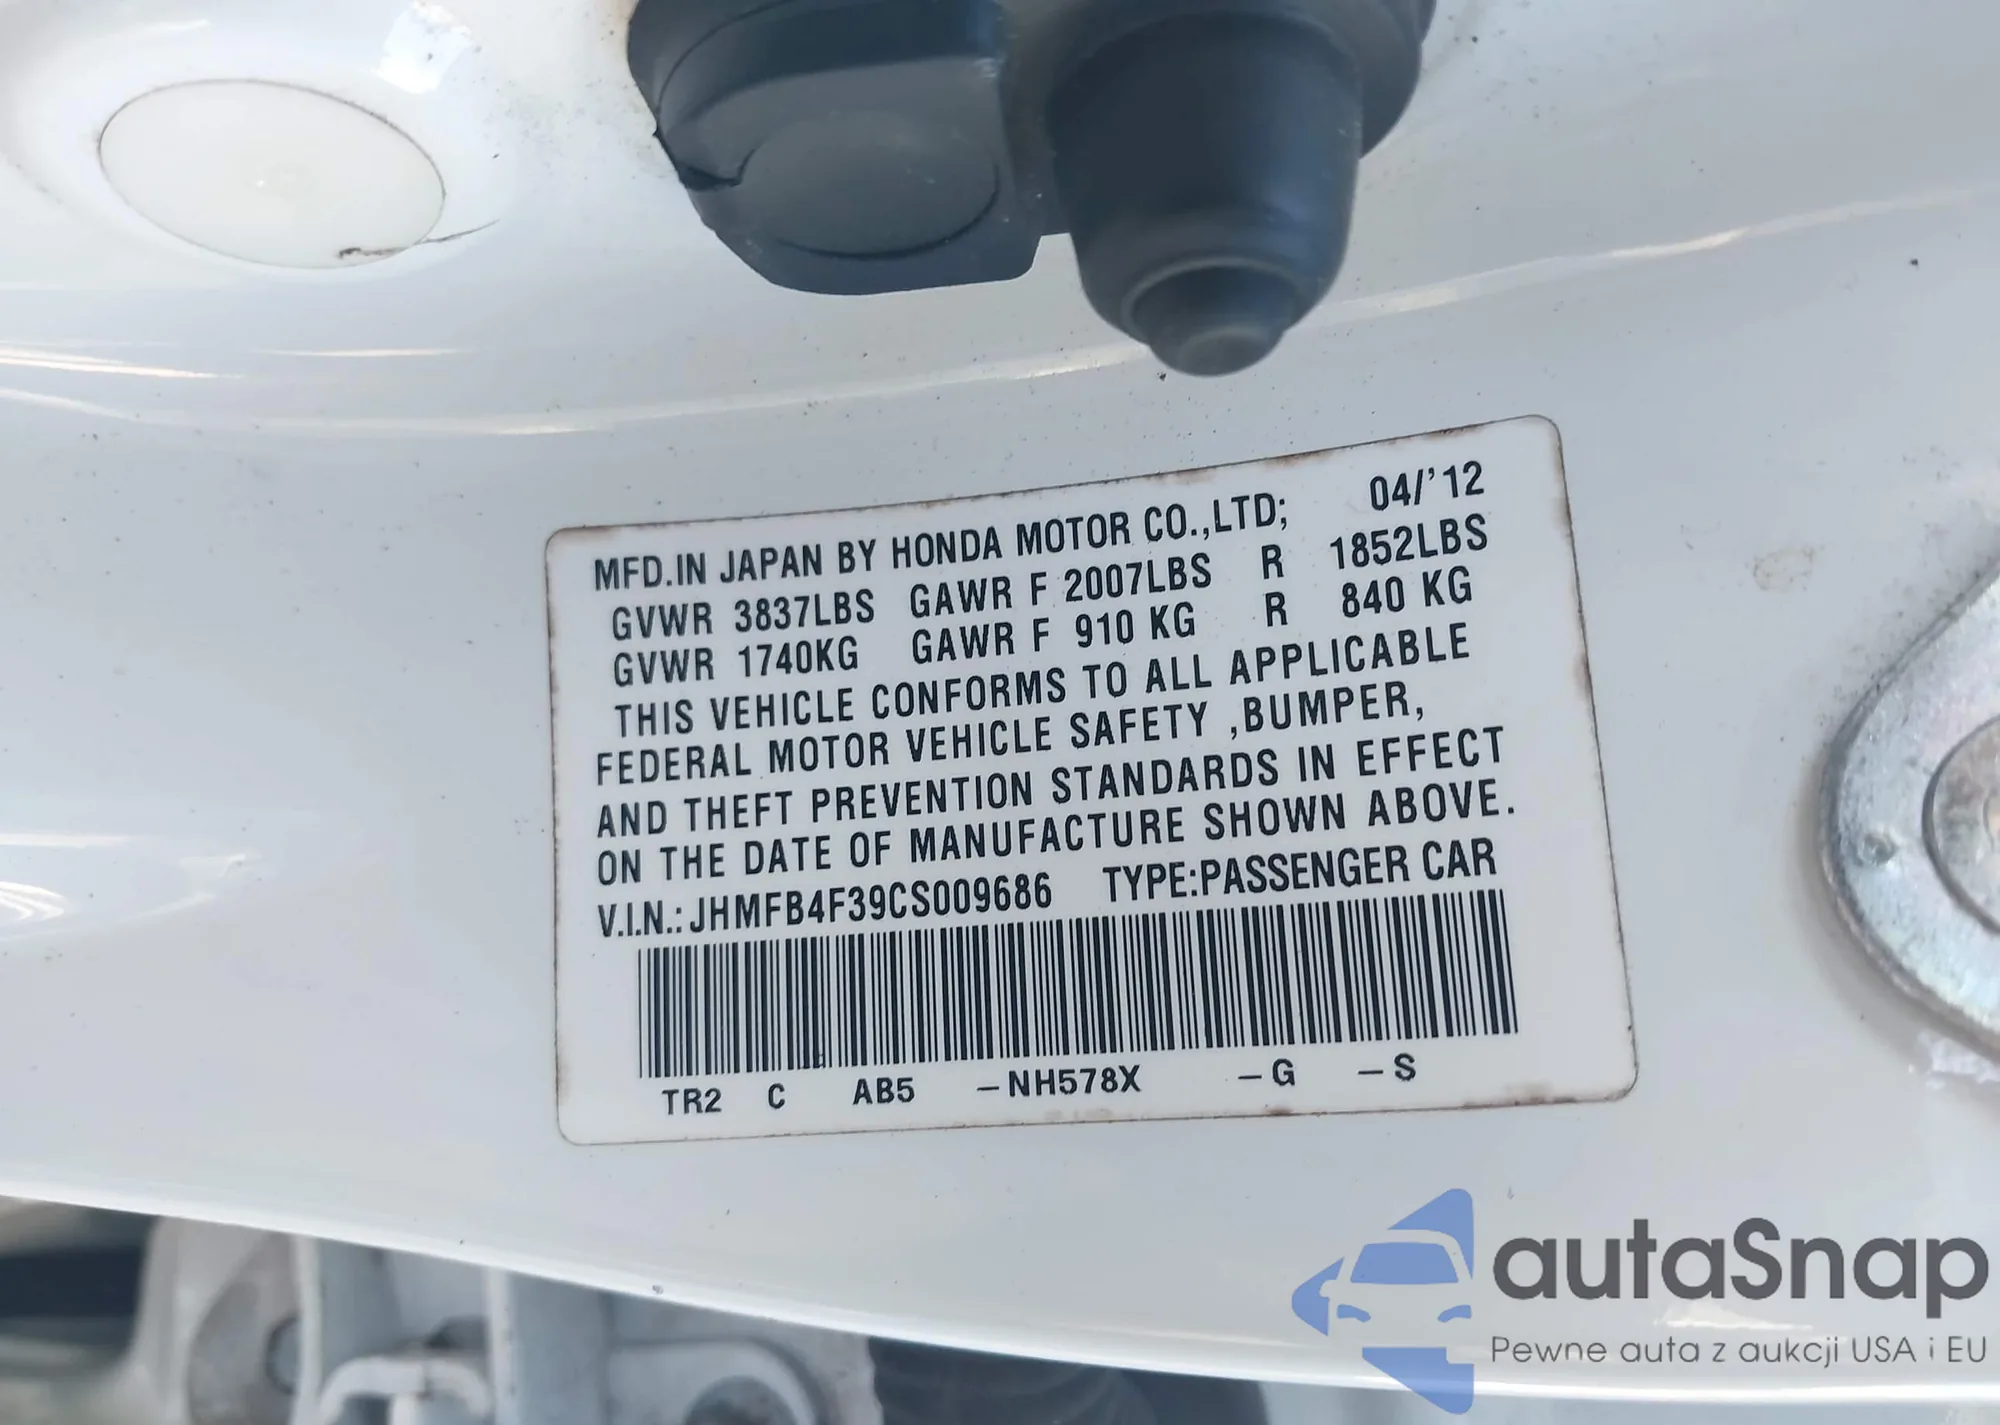 MFD.IN JAPAN BY HONDA MOTOR CO.,LTD; 04/'12
GVWR 3837LBS GAWR F 2007LBS R 1852LBS
GVWR 1740KG GAWR F 910 KG R 840 KG
THIS VEHICLE CONFORMS TO ALL APPLICABLE
FEDERAL MOTOR VEHICLE SAFETY ,BUMPER,
AND THEFT PREVENTION STANDARDS IN EFFECT
ON THE DATE OF MANUFACTURE SHOWN ABOVE.
V.I.N.: JHMFB4F39CS009686 TYPE:PASSENGER CAR
TR2 C AB5 –NH578X –G –S
autaSnap
Pewne auta z aukcji USA i EU